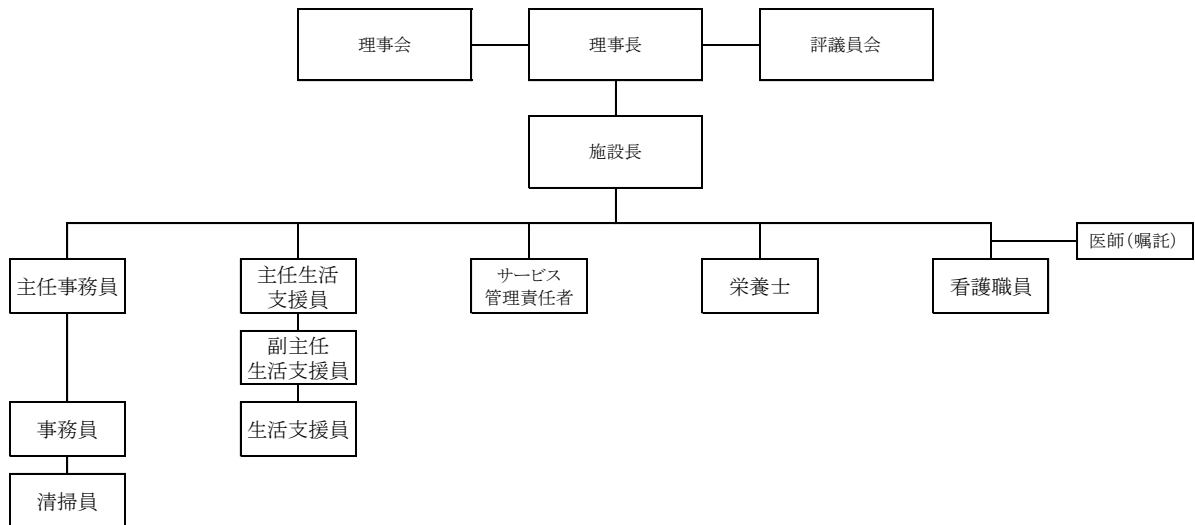 理事会
理事長
評議員会
施設長
医師（嘱託）
主任事務員
主任生活
支援員
サービス
管理責任者
栄養士
看護職員
副主任
生活支援員
事務員
生活支援員
清掃員